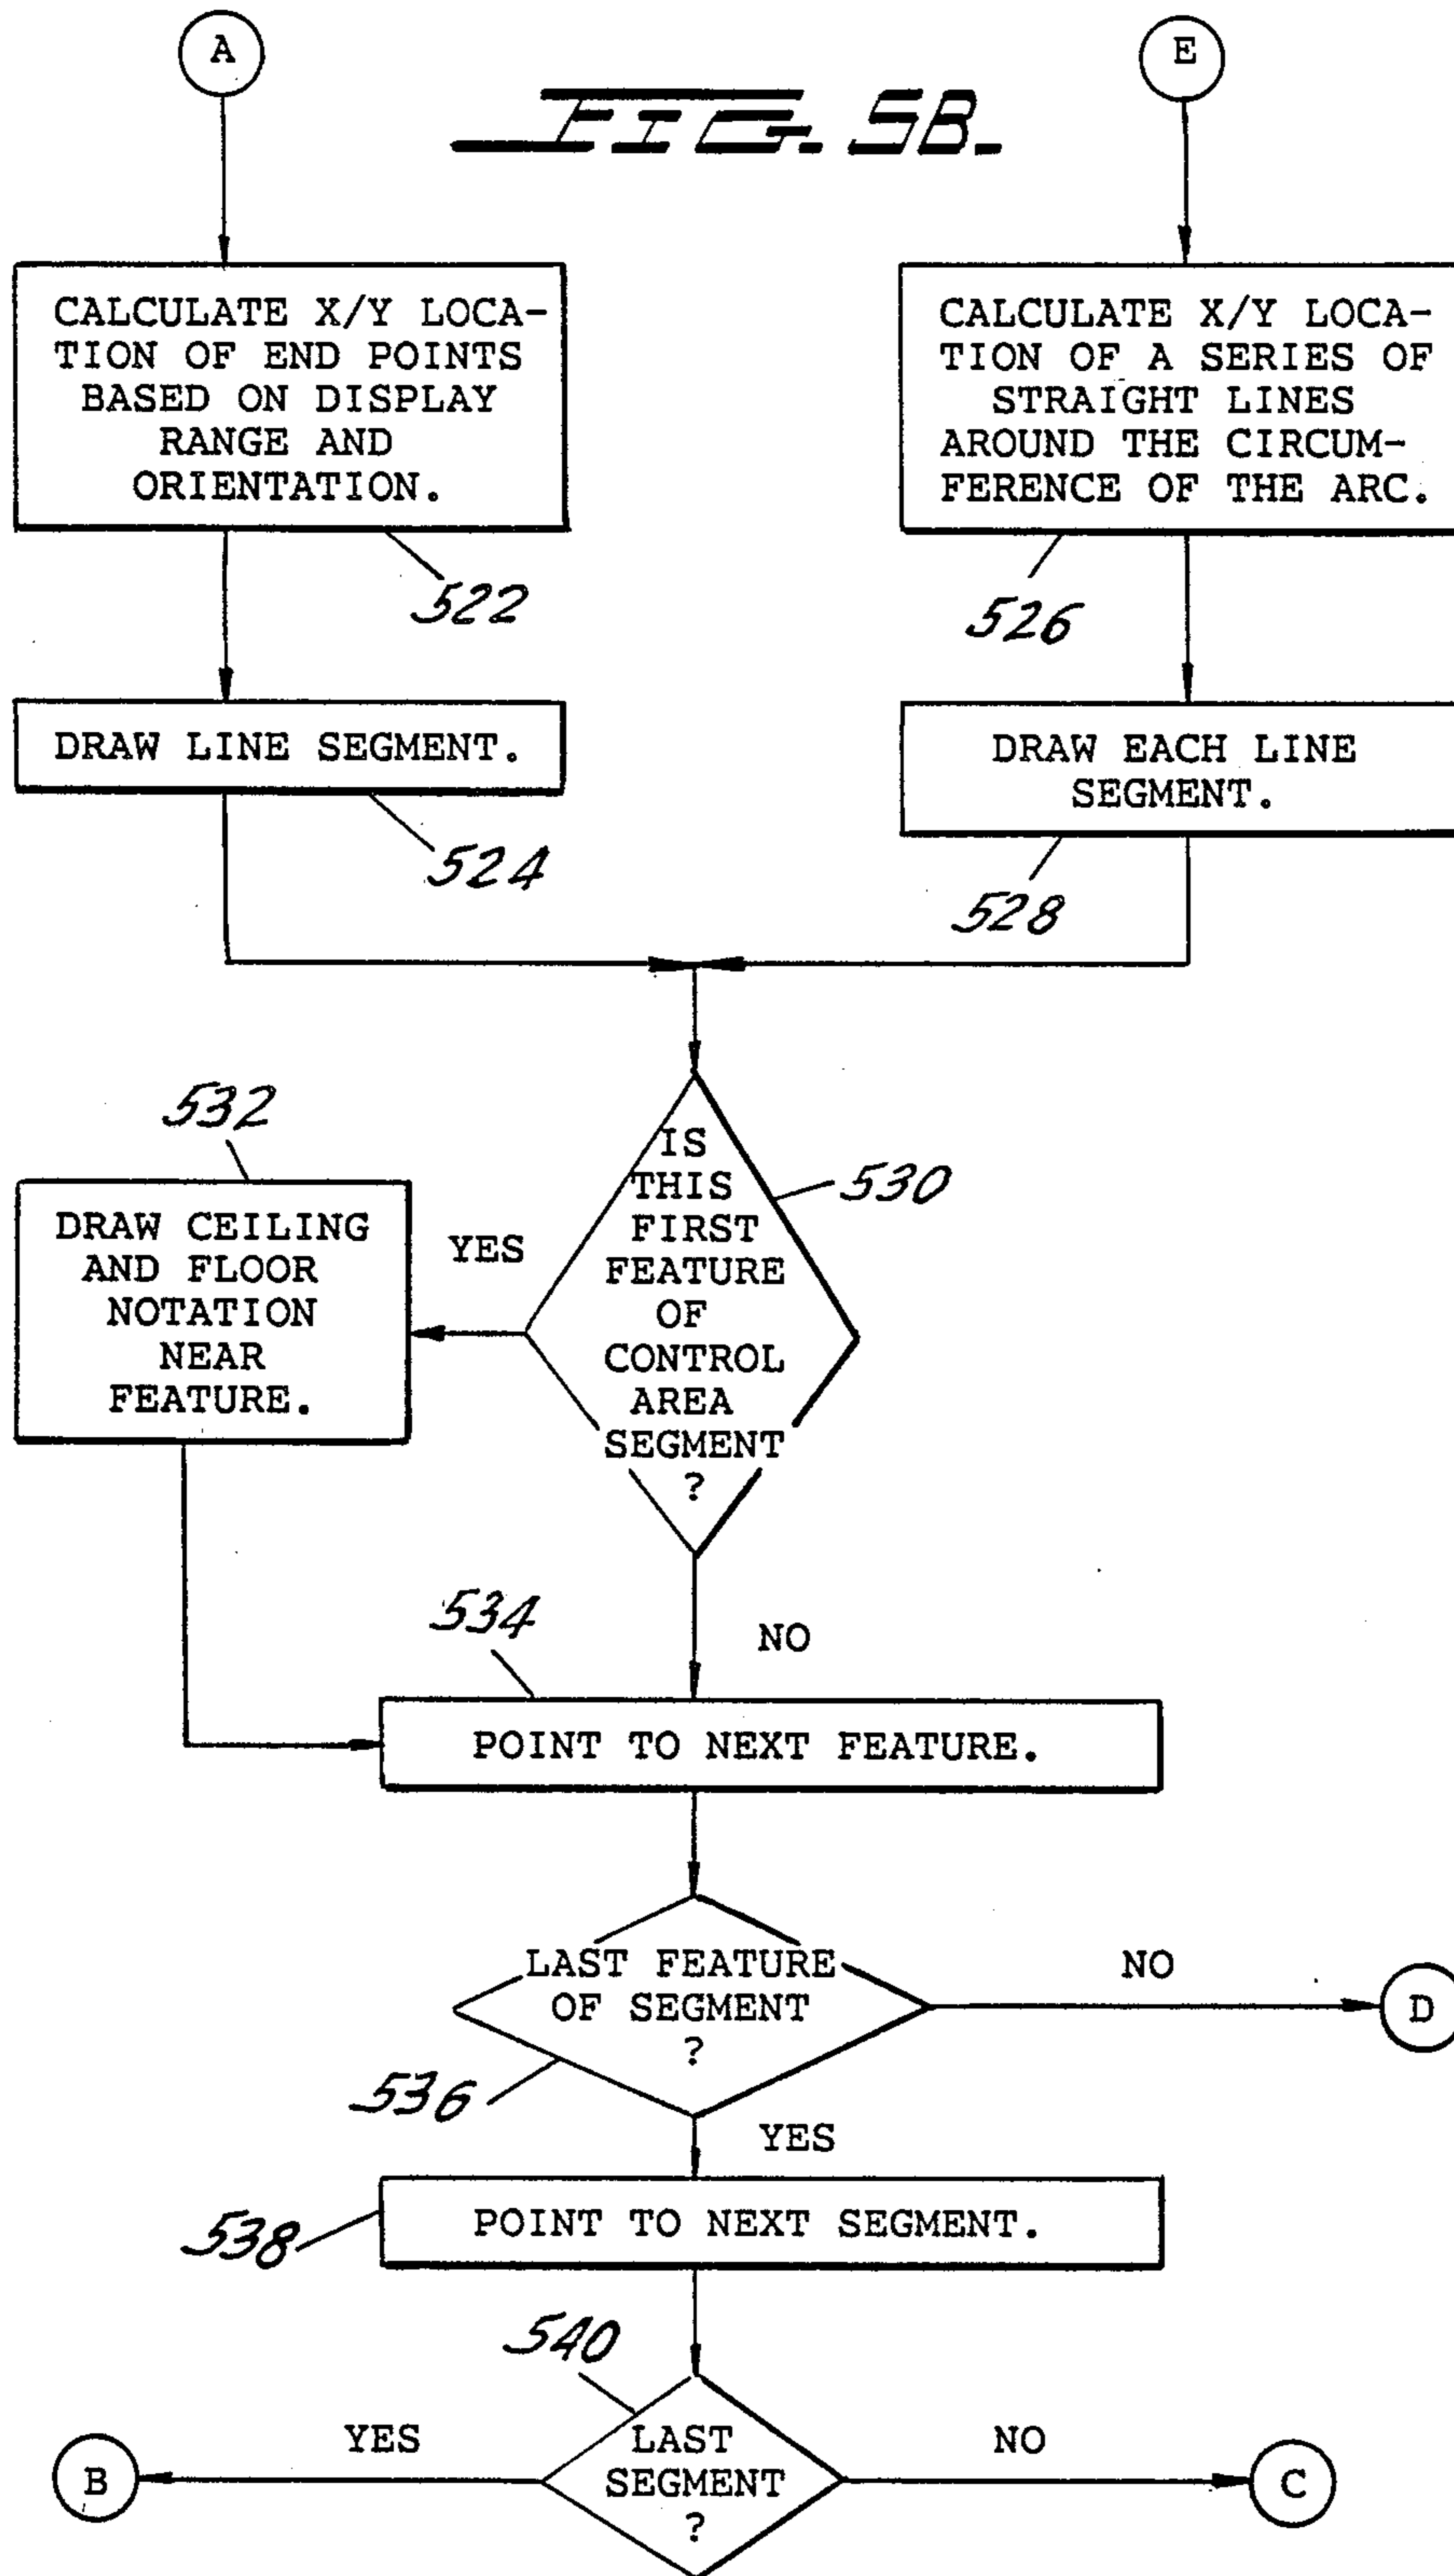 A
E
FIG. 5B.
CALCULATE X/Y LOCA-
TION OF END POINTS
BASED ON DISPLAY
RANGE AND
ORIENTATION.
522
CALCULATE X/Y LOCA-
TION OF A SERIES OF
STRAIGHT LINES
AROUND THE CIRCUM-
FERENCE OF THE ARC.
526
DRAW LINE SEGMENT.
524
DRAW EACH LINE
SEGMENT.
528
IS
THIS
FIRST
FEATURE
OF
CONTROL
AREA
SEGMENT
?
530
YES
532
DRAW CEILING
AND FLOOR
NOTATION
NEAR
FEATURE.
NO
534
POINT TO NEXT FEATURE.
LAST FEATURE
OF SEGMENT
?
536
NO
D
YES
538
POINT TO NEXT SEGMENT.
540
LAST
SEGMENT
?
YES
B
NO
C